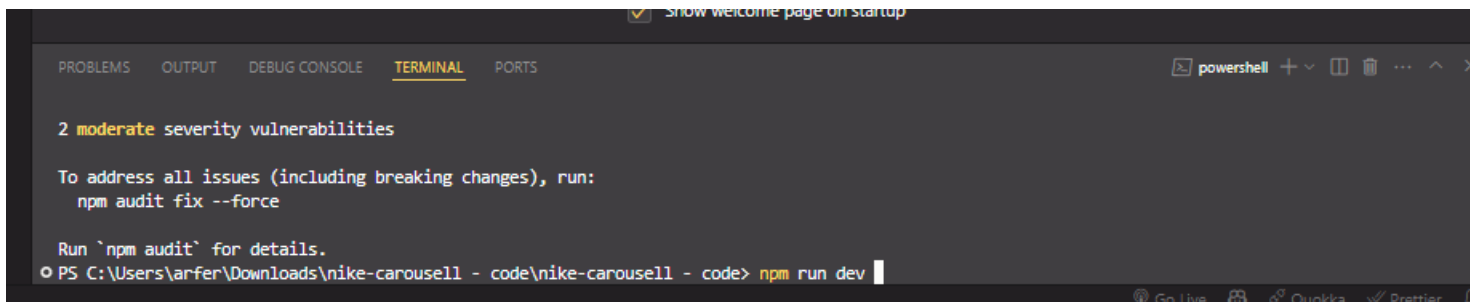 Show welcome page on startup
PROBLEMS OUTPUT DEBUG CONSOLE TERMINAL PORTS powershell
2 moderate severity vulnerabilities
To address all issues (including breaking changes), run:
npm audit fix --force
Run `npm audit` for details.
PS C:\Users\arfer\Downloads\nike-carousell - code\nike-carousell - code> npm run dev
Go Live Quokka Prettier